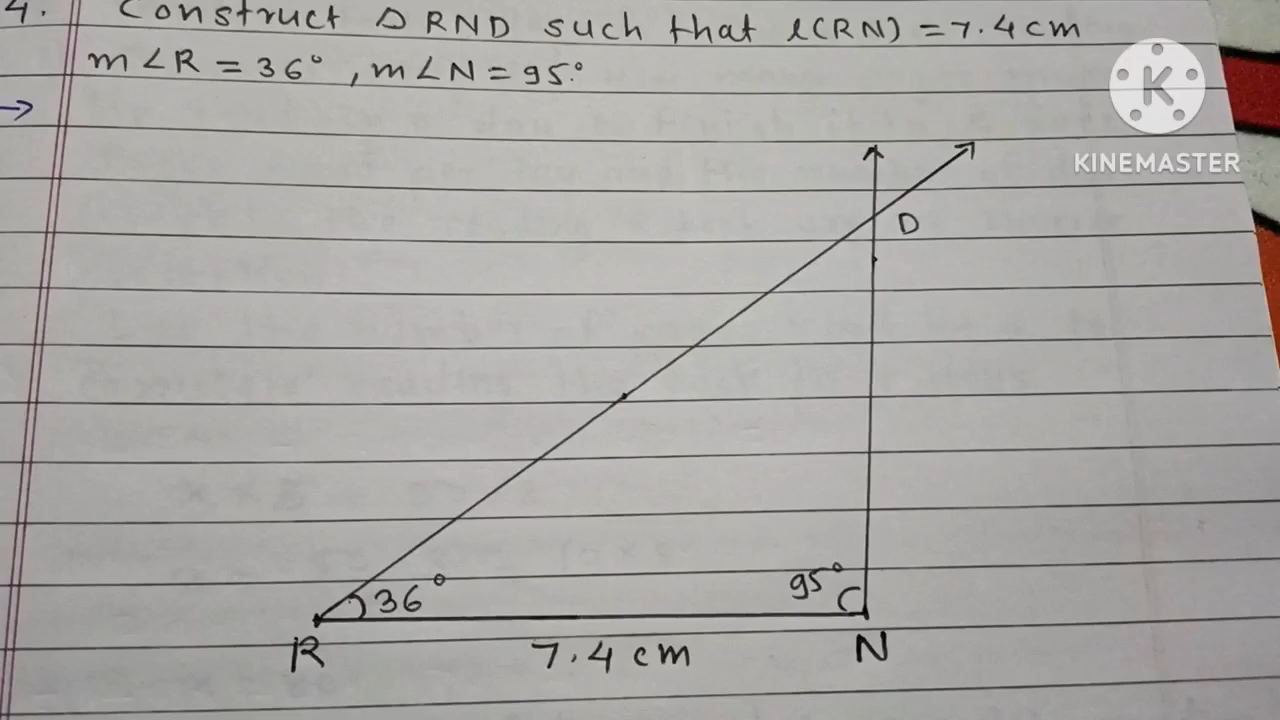 4. Construct △ RND such that l(RN) = 7.4 cm
m∠R = 36°, m∠N = 95°
→
K
KINEMASTER
D
36°
95°
R
7.4 cm
N